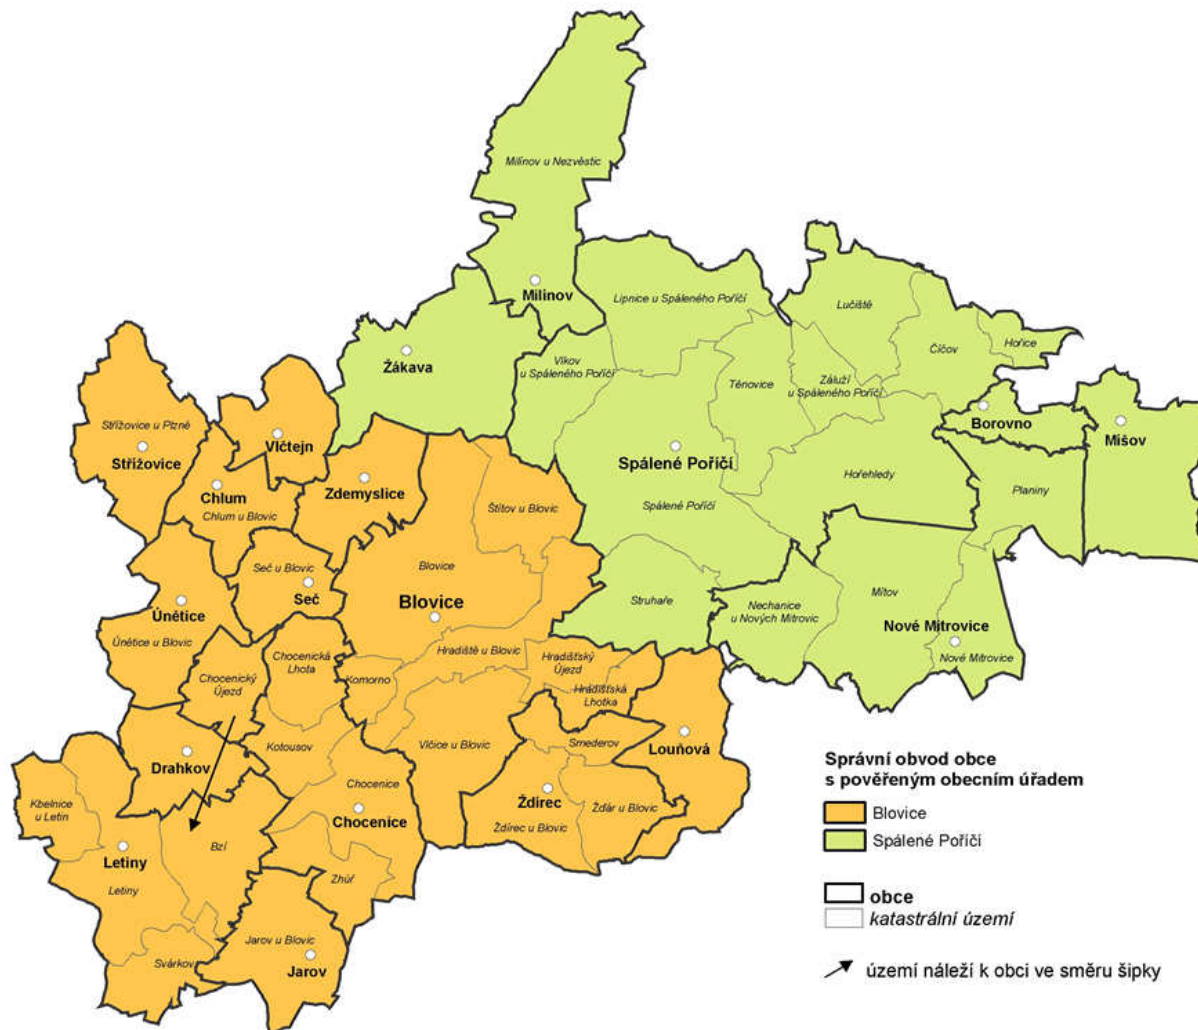 Milínov u Nezvěstic
Milínov
Lipnice u Spáleného Poříčí
Lučiště
Číčov
Hořice
Žákava
Vlkov
u Spáleného Poříčí
Těnovice
Záluží
u Spáleného Poříčí
Borovno
Mišov
Střížovice u Plzně
Střížovice
Vlčtejn
Spálené Poříčí
Hořehledy
Planiny
Chlum
Chlum u Blovic
Zdemyslice
Štítov u Blovic
Spálené Poříčí
Seč u Blovic
Seč
Blovice
Blovice
Struhaře
Nechanice
u Nových Mitrovic
Mítov
Nové Mitrovice
Nové Mitrovice
Únětice
Únětice u Blovic
Chocenický
Újezd
Chocenická
Lhota
Komorno
Hradiště u Blovic
Hradišťský
Újezd
Hradišťská
Lhotka
Drahkov
Kotousov
Vlčice u Blovic
Smederov
Louňová
Kbelnice
u Letin
Letiny
Letiny
Bzí
Chocenice
Chocenice
Ždírec
Ždírec u Blovic
Žďár u Blovic
Zhůř
Svárkov
Jarov u Blovic
Jarov
Správní obvod obce
s pověřeným obecním úřadem
Blovice
Spálené Poříčí
obce
katastrální území
území náleží k obci ve směru šipky